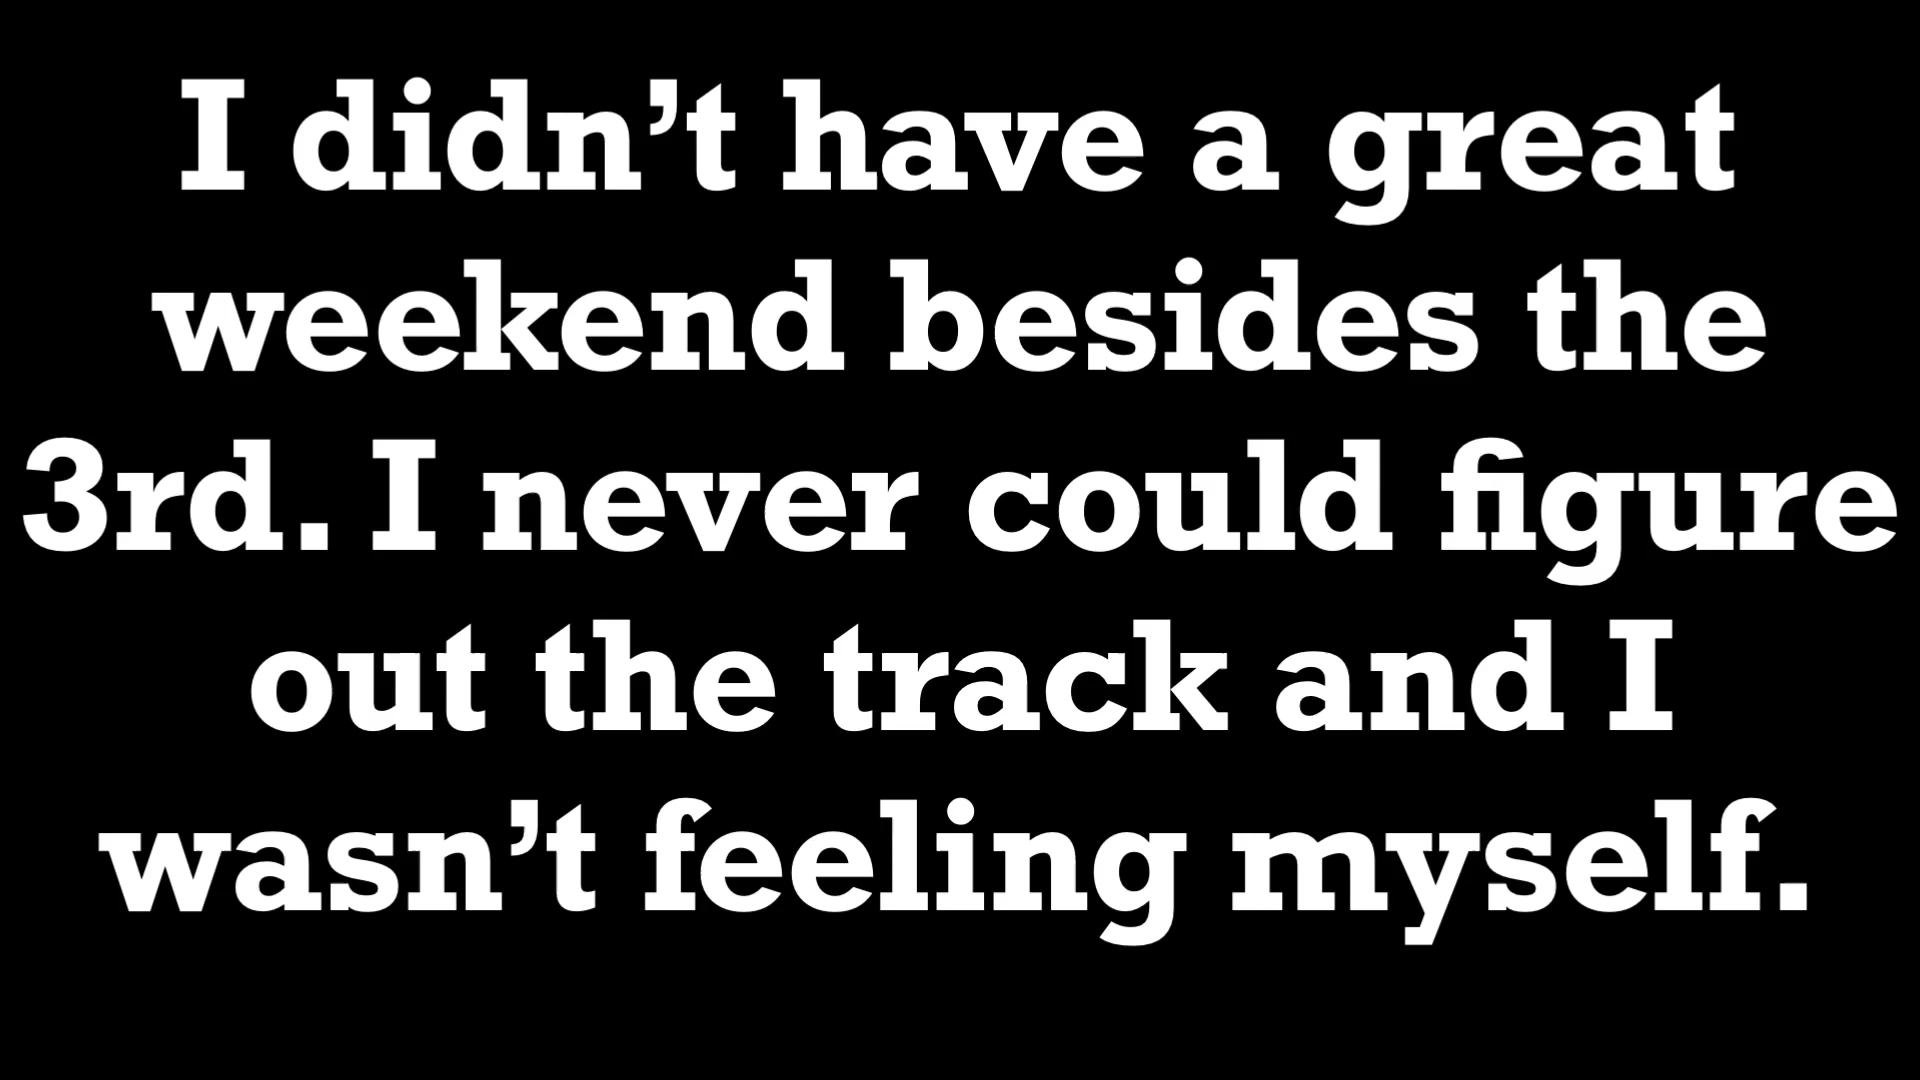 I didn’t have a great
weekend besides the
3rd. I never could figure
out the track and I
wasn’t feeling myself.